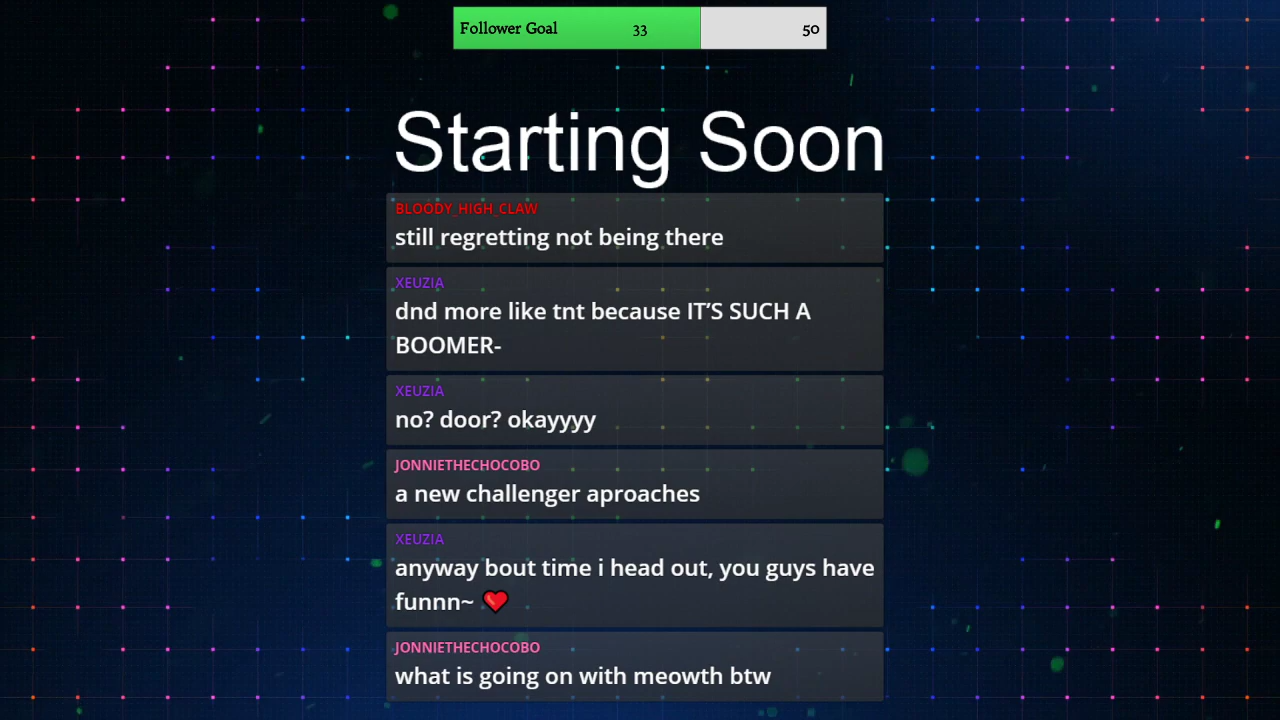 Follower Goal 33 50
Starting Soon
BLOODY_HIGH_CLAW
still regretting not being there
XEUZIA
dnd more like tnt because IT’S SUCH A
BOOMER-
XEUZIA
no? door? okayyyy
JONNIETHECHOCOBO
a new challenger aproaches
XEUZIA
anyway bout time i head out, you guys have
funnn~ ❤
JONNIETHECHOCOBO
what is going on with meowth btw